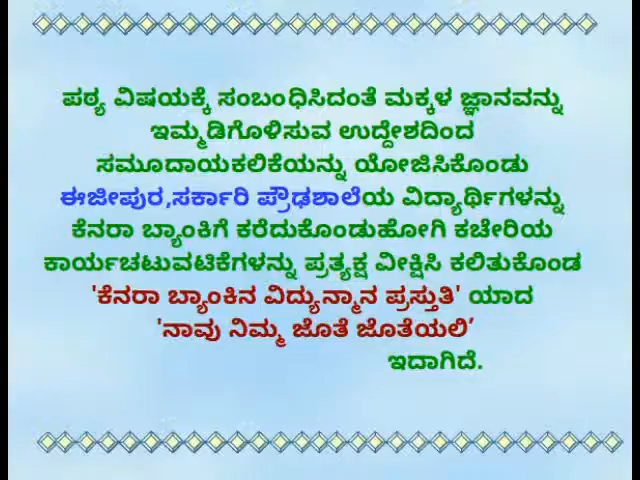 ಪಠ್ಯ ವಿಷಯಕ್ಕೆ ಸಂಬಂಧಿಸಿದಂತೆ ಮಕ್ಕಳ ಜ್ಞಾನವನ್ನು
ಇಮ್ಮಡಿಗೊಳಿಸುವ ಉದ್ದೇಶದಿಂದ
ಸಮೂದಾಯಕಲಿಕೆಯನ್ನು ಯೋಜಿಸಿಕೊಂಡು
ಈಜೀಪುರ,ಸರ್ಕಾರಿ ಪ್ರೌಢಶಾಲೆಯ ವಿದ್ಯಾರ್ಥಿಗಳನ್ನು
ಕೆನರಾ ಬ್ಯಾಂಕಿಗೆ ಕರೆದುಕೊಂಡುಹೋಗಿ ಕಚೇರಿಯ
ಕಾರ್ಯಚಟುವಟಿಕೆಗಳನ್ನು ಪ್ರತ್ಯಕ್ಷ ವೀಕ್ಷಿಸಿ ಕಲಿತುಕೊಂಡ
'ಕೆನರಾ ಬ್ಯಾಂಕಿನ ವಿದ್ಯುನ್ಮಾನ ಪ್ರಸ್ತುತಿ' ಯಾದ
'ನಾವು ನಿಮ್ಮ ಜೊತೆ ಜೊತೆಯಲಿ’
ಇದಾಗಿದೆ.